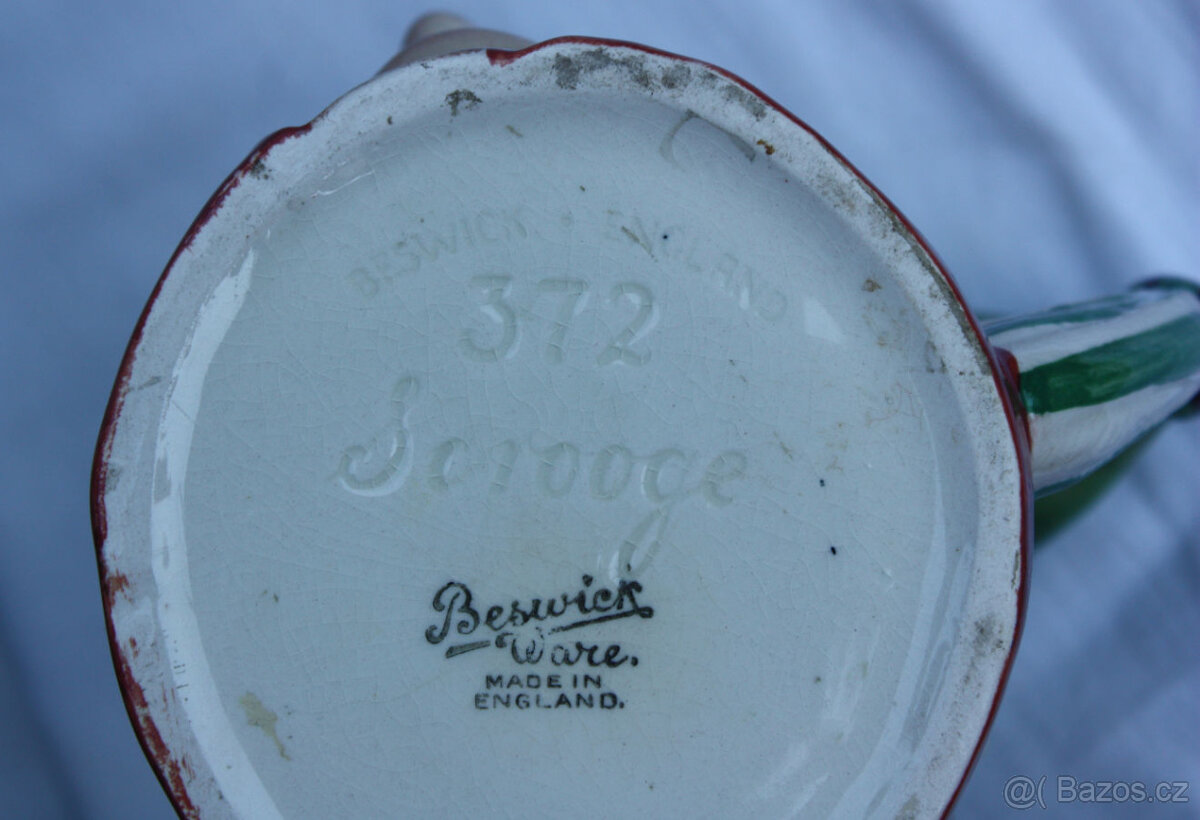 BESWICK • ENGLAND
372
Scrooge
Beswick
Ware.
MADE IN
ENGLAND.
@( Bazos.cz